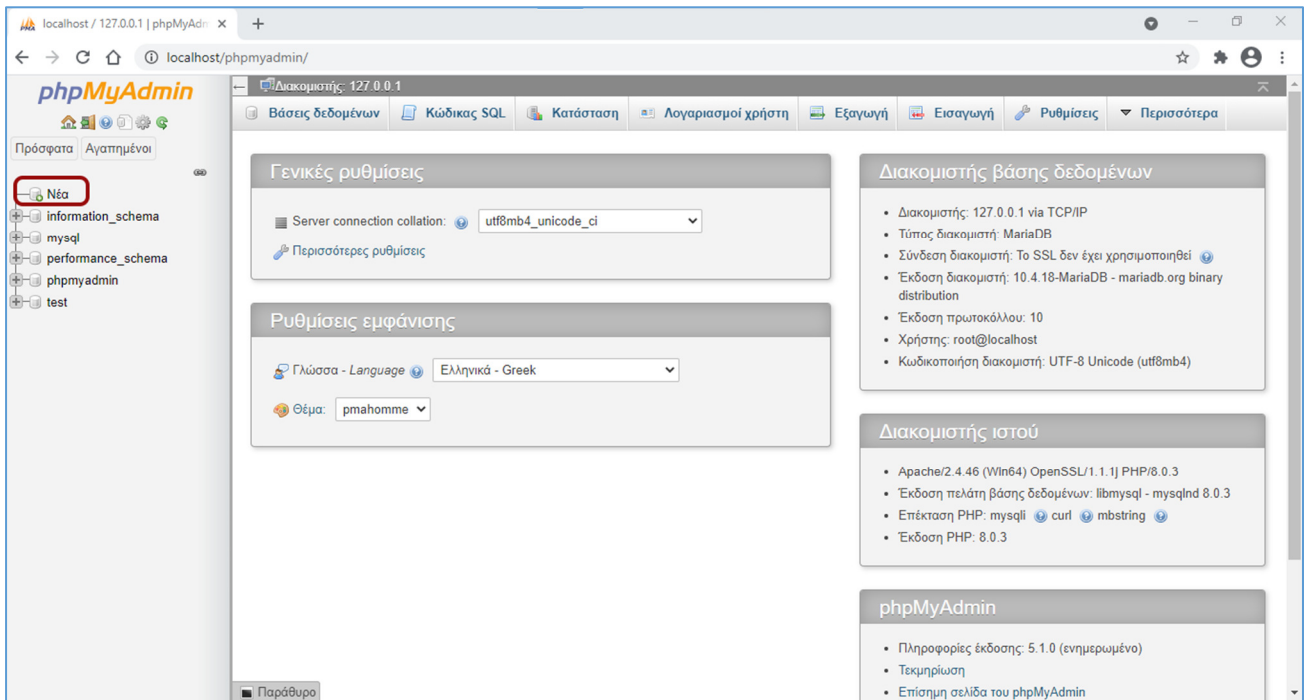 localhost / 127.0.0.1 | phpMyAdm
localhost/phpmyadmin/
phpMyAdmin
Πρόσφατα Αγαπημένοι
Νέα
information_schema
mysql
performance_schema
phpmyadmin
test
Διακομιστής: 127.0.0.1
Βάσεις δεδομένων Κώδικας SQL Κατάσταση Λογαριασμοί χρήστη Εξαγωγή Εισαγωγή Ρυθμίσεις Περισσότερα
Γενικές ρυθμίσεις
Server connection collation: utf8mb4_unicode_ci
Περισσότερες ρυθμίσεις
Ρυθμίσεις εμφάνισης
Γλώσσα - Language Ελληνικά - Greek
Θέμα: pmahomme
Διακομιστής βάσης δεδομένων
Διακομιστής: 127.0.0.1 via TCP/IP
Τύπος διακομιστή: MariaDB
Σύνδεση διακομιστή: Το SSL δεν έχει χρησιμοποιηθεί
Έκδοση διακομιστή: 10.4.18-MariaDB - mariadb.org binary
distribution
Έκδοση πρωτοκόλλου: 10
Χρήστης: root@localhost
Κωδικοποίηση διακομιστή: UTF-8 Unicode (utf8mb4)
Διακομιστής ιστού
Apache/2.4.46 (Win64) OpenSSL/1.1.1j PHP/8.0.3
Έκδοση πελάτη βάσης δεδομένων: libmysql - mysqlnd 8.0.3
Επέκταση PHP: mysqli curl mbstring
Έκδοση PHP: 8.0.3
phpMyAdmin
Πληροφορίες έκδοσης: 5.1.0 (ενημερωμένο)
Τεκμηρίωση
Επίσημη σελίδα του phpMyAdmin
Παράθυρο